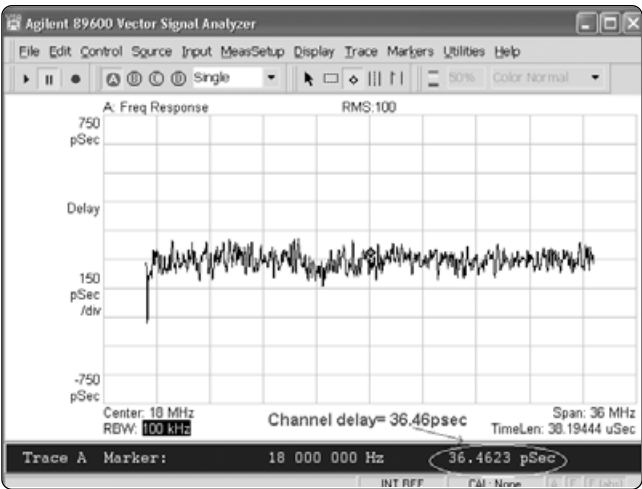 Agilent 89600 Vector Signal Analyzer
File Edit Control Source Input MeasSetup Display Trace Markers Utilities Help
A B C D Single 50% Color Normal
A: Freq Response RMS:100
750
pSec
Delay
150
pSec
/div
-750
pSec
Center: 18 MHz Span: 36 MHz
RBW: 100 kHz TimeLen: 38.19444 uSec
Channel delay= 36.46psec
Trace A Marker: 18 000 000 Hz 36.4623 pSec
INT REF CAL: None